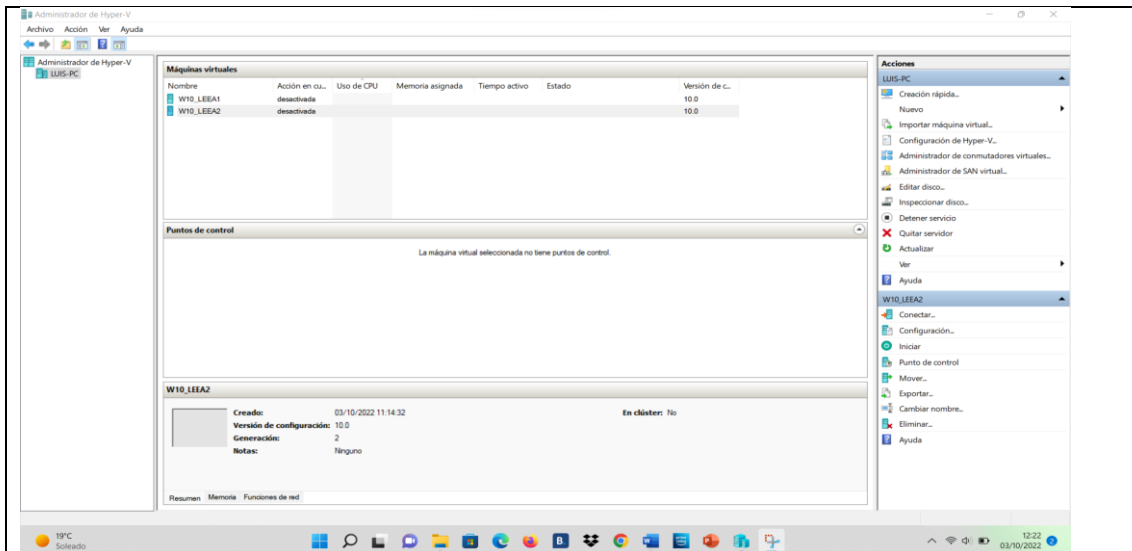 Administrador de Hyper-V
Archivo Acción Ver Ayuda
Administrador de Hyper-V
LUIS-PC
Máquinas virtuales
Nombre Acción en cu... Uso de CPU Memoria asignada Tiempo activo Estado Versión de c...
W10_LEEA1 desactivada 10.0
W10_LEEA2 desactivada 10.0
Puntos de control
La máquina virtual seleccionada no tiene puntos de control.
W10_LEEA2
Creado: 03/10/2022 11:14:32 En clúster: No
Versión de configuración: 10.0
Generación: 2
Notas: Ninguno
Resumen Memoria Funciones de red
Acciones
LUIS-PC
Creación rápida...
Nuevo
Importar máquina virtual...
Configuración de Hyper-V...
Administrador de conmutadores virtuales...
Administrador de SAN virtual...
Editar disco...
Inspeccionar disco...
Detener servicio
Quitar servidor
Actualizar
Ver
Ayuda
W10_LEEA2
Conectar...
Configuración...
Iniciar
Punto de control
Mover...
Exportar...
Cambiar nombre...
Eliminar...
Ayuda
19°C
Soleado
12:22
03/10/2022
2